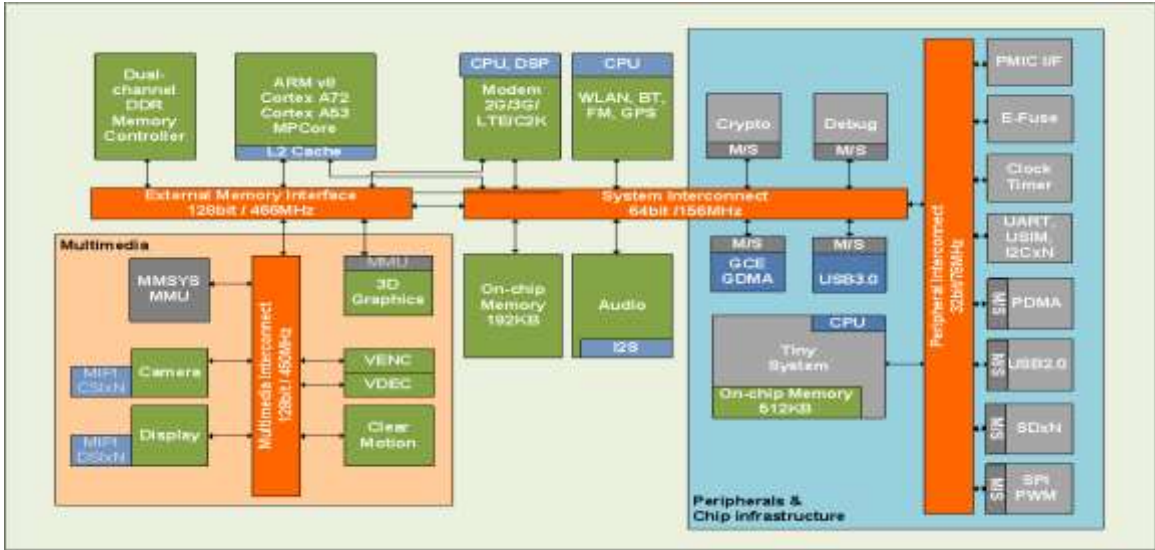 Dual-
channel
DDR
Memory
Controller
ARM v8
Cortex A72
Cortex A53
MPCore
L2 Cache
CPU, DSP
Modem
2G/3G/
LTE/C2K
CPU
WLAN, BT,
FM, GPS
Crypto
M/S
Debug
M/S
External Memory Interface
128bit / 466MHz
System Interconnect
64bit /156MHz
Multimedia
MMSYS
MMU
MMU
3D
Graphics
MIPI
CSIxN
Camera
VENC
VDEC
MIPI
DSIxN
Display
Clear
Motion
Multimedia Interconnect
128bit / 450MHz
On-chip
Memory
192KB
Audio
I2S
M/S
GCE
GDMA
M/S
USB3.0
CPU
Tiny
System
On-chip Memory
512KB
Peripherals &
Chip infrastructure
Peripheral Interconnect
32bit/78MHz
PMIC I/F
E-Fuse
Clock
Timer
UART,
USIM,
I2CxN
M/S
PDMA
M/S
USB2.0
M/S
SDxN
M/S
SPI
PWM